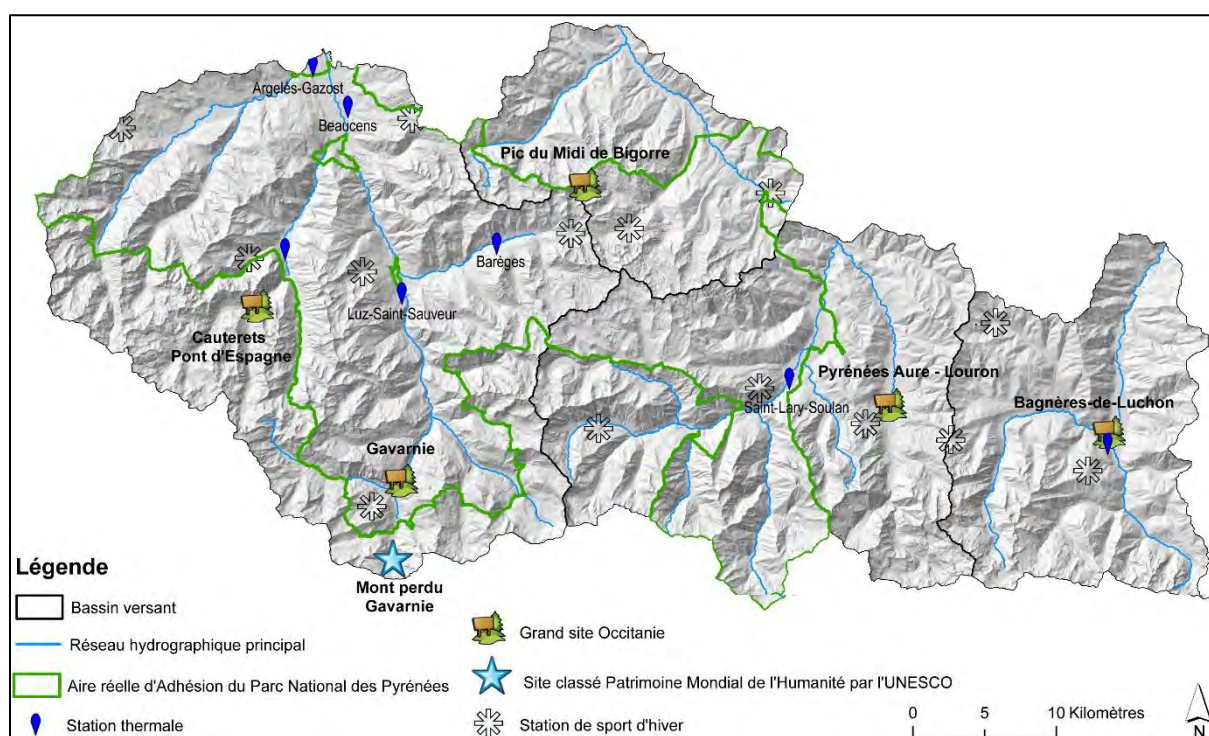 Argelès-Gazost
Beaucens
Pic du Midi de Bigorre
Barèges
Luz-Saint-Sauveur
Cauterets
Pont d'Espagne
Pyrénées Aure - Louron
Saint-Lary-Soulan
Bagnères-de-Luchon
Gavarnie
Mont perdu
Gavarnie
Légende
Bassin versant
Réseau hydrographique principal
Aire réelle d'Adhésion du Parc National des Pyrénées
Station thermale
Grand site Occitanie
Site classé Patrimoine Mondial de l'Humanité par l'UNESCO
Station de sport d'hiver
0 5 10 Kilomètres
N